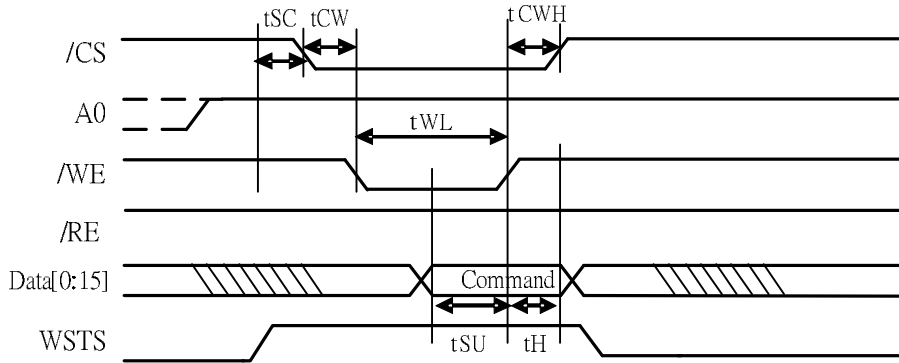 tSC tCW tCWH
/CS
A0
tWL
/WE
/RE
Data[0:15] Command
WSTS
tSU tH